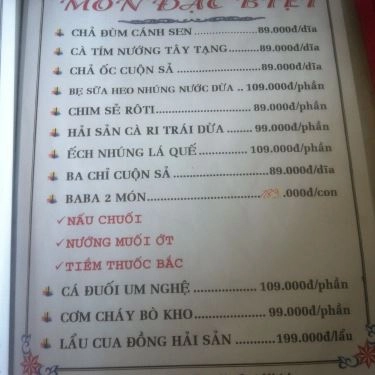 MÓN ĐẶC BIỆT
CHẢ ĐÙM CÁNH SEN ................89.000đ/dĩa
CÀ TÍM NƯỚNG TÂY TẠNG ........89.000đ/dĩa
CHẢ ỐC CUỘN SẢ ....................89.000đ/dĩa
BẸ SỮA HEO NHÚNG NƯỚC DỪA .. 109.000đ/phần
CHIM SẺ RÔTI ......................89.000đ/phần
HẢI SẢN CÀ RI TRÁI DỪA ....... 99.000đ/phần
ẾCH NHÚNG LÁ QUẾ ............109.000đ/phần
BA CHỈ CUỘN SẢ ....................89.000đ/dĩa
BABA 2 MÓN ........................ .000đ/con
✓NẤU CHUỐI
✓NƯỚNG MUỐI ỚT
✓TIỀM THUỐC BẮC
CÁ ĐUỐI UM NGHỆ ..............109.000đ/phần
CƠM CHÁY BÒ KHO ................99.000đ/phần
LẨU CUA ĐỒNG HẢI SẢN ..........199.000đ/lẩu